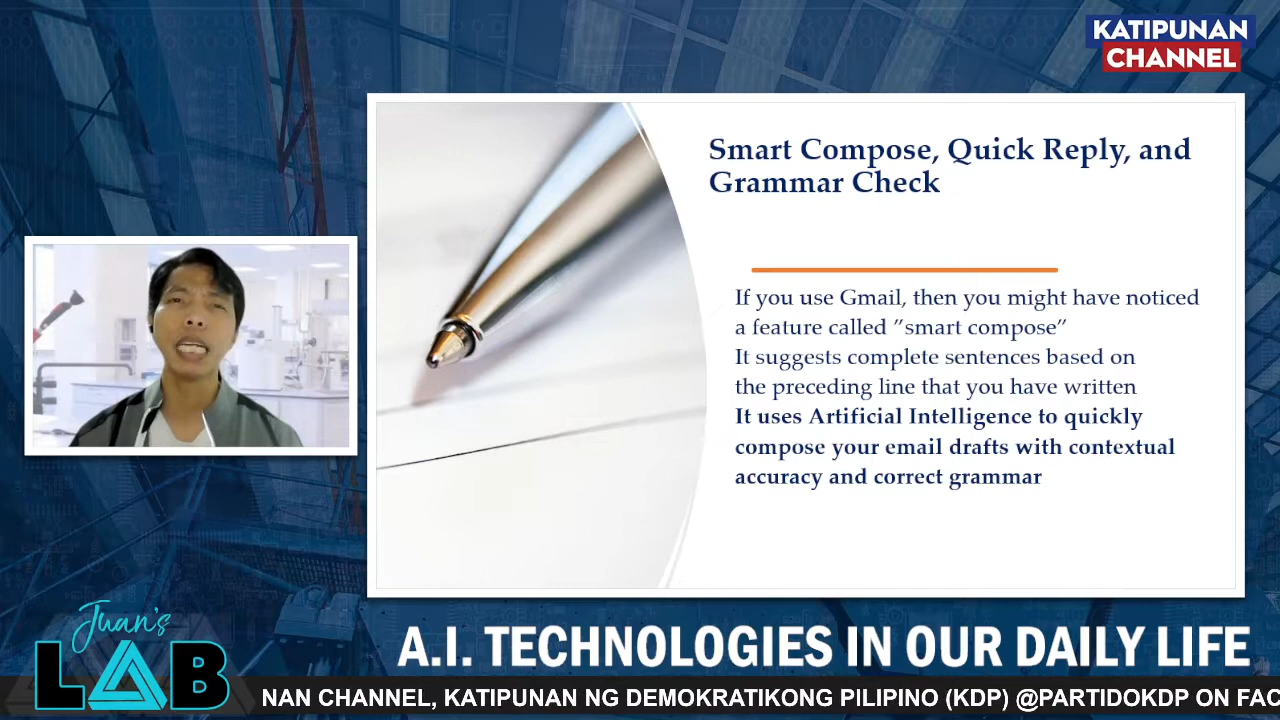 KATIPUNAN
CHANNEL
Smart Compose, Quick Reply, and
Grammar Check
If you use Gmail, then you might have noticed
a feature called ”smart compose”
It suggests complete sentences based on
the preceding line that you have written
It uses Artificial Intelligence to quickly
compose your email drafts with contextual
accuracy and correct grammar
Juan's
LAB
A.I. TECHNOLOGIES IN OUR DAILY LIFE
NAN CHANNEL, KATIPUNAN NG DEMOKRATIKONG PILIPINO (KDP) @PARTIDOKDP ON FAC